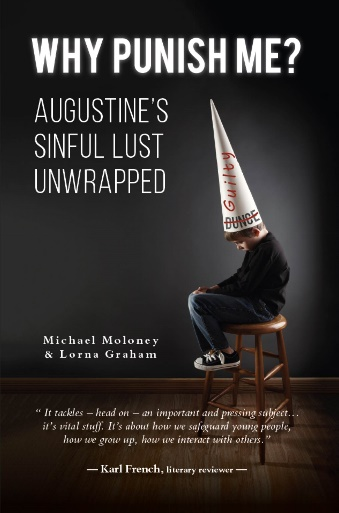 WHY PUNISH ME?
AUGUSTINE'S
SINFUL LUST
UNWRAPPED
Guilty
DUNCE
Michael Moloney
& Lorna Graham
“ It tackles – head on – an important and pressing subject…
it's vital stuff. It's about how we safeguard young people,
how we grow up, how we interact with others.”
— Karl French, literary reviewer —